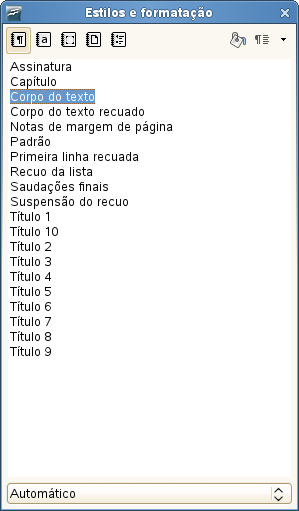 Estilos e formatação
Assinatura
Capítulo
Corpo do texto
Corpo do texto recuado
Notas de margem de página
Padrão
Primeira linha recuada
Recuo da lista
Saudações finais
Suspensão do recuo
Título 1
Título 10
Título 2
Título 3
Título 4
Título 5
Título 6
Título 7
Título 8
Título 9
Automático